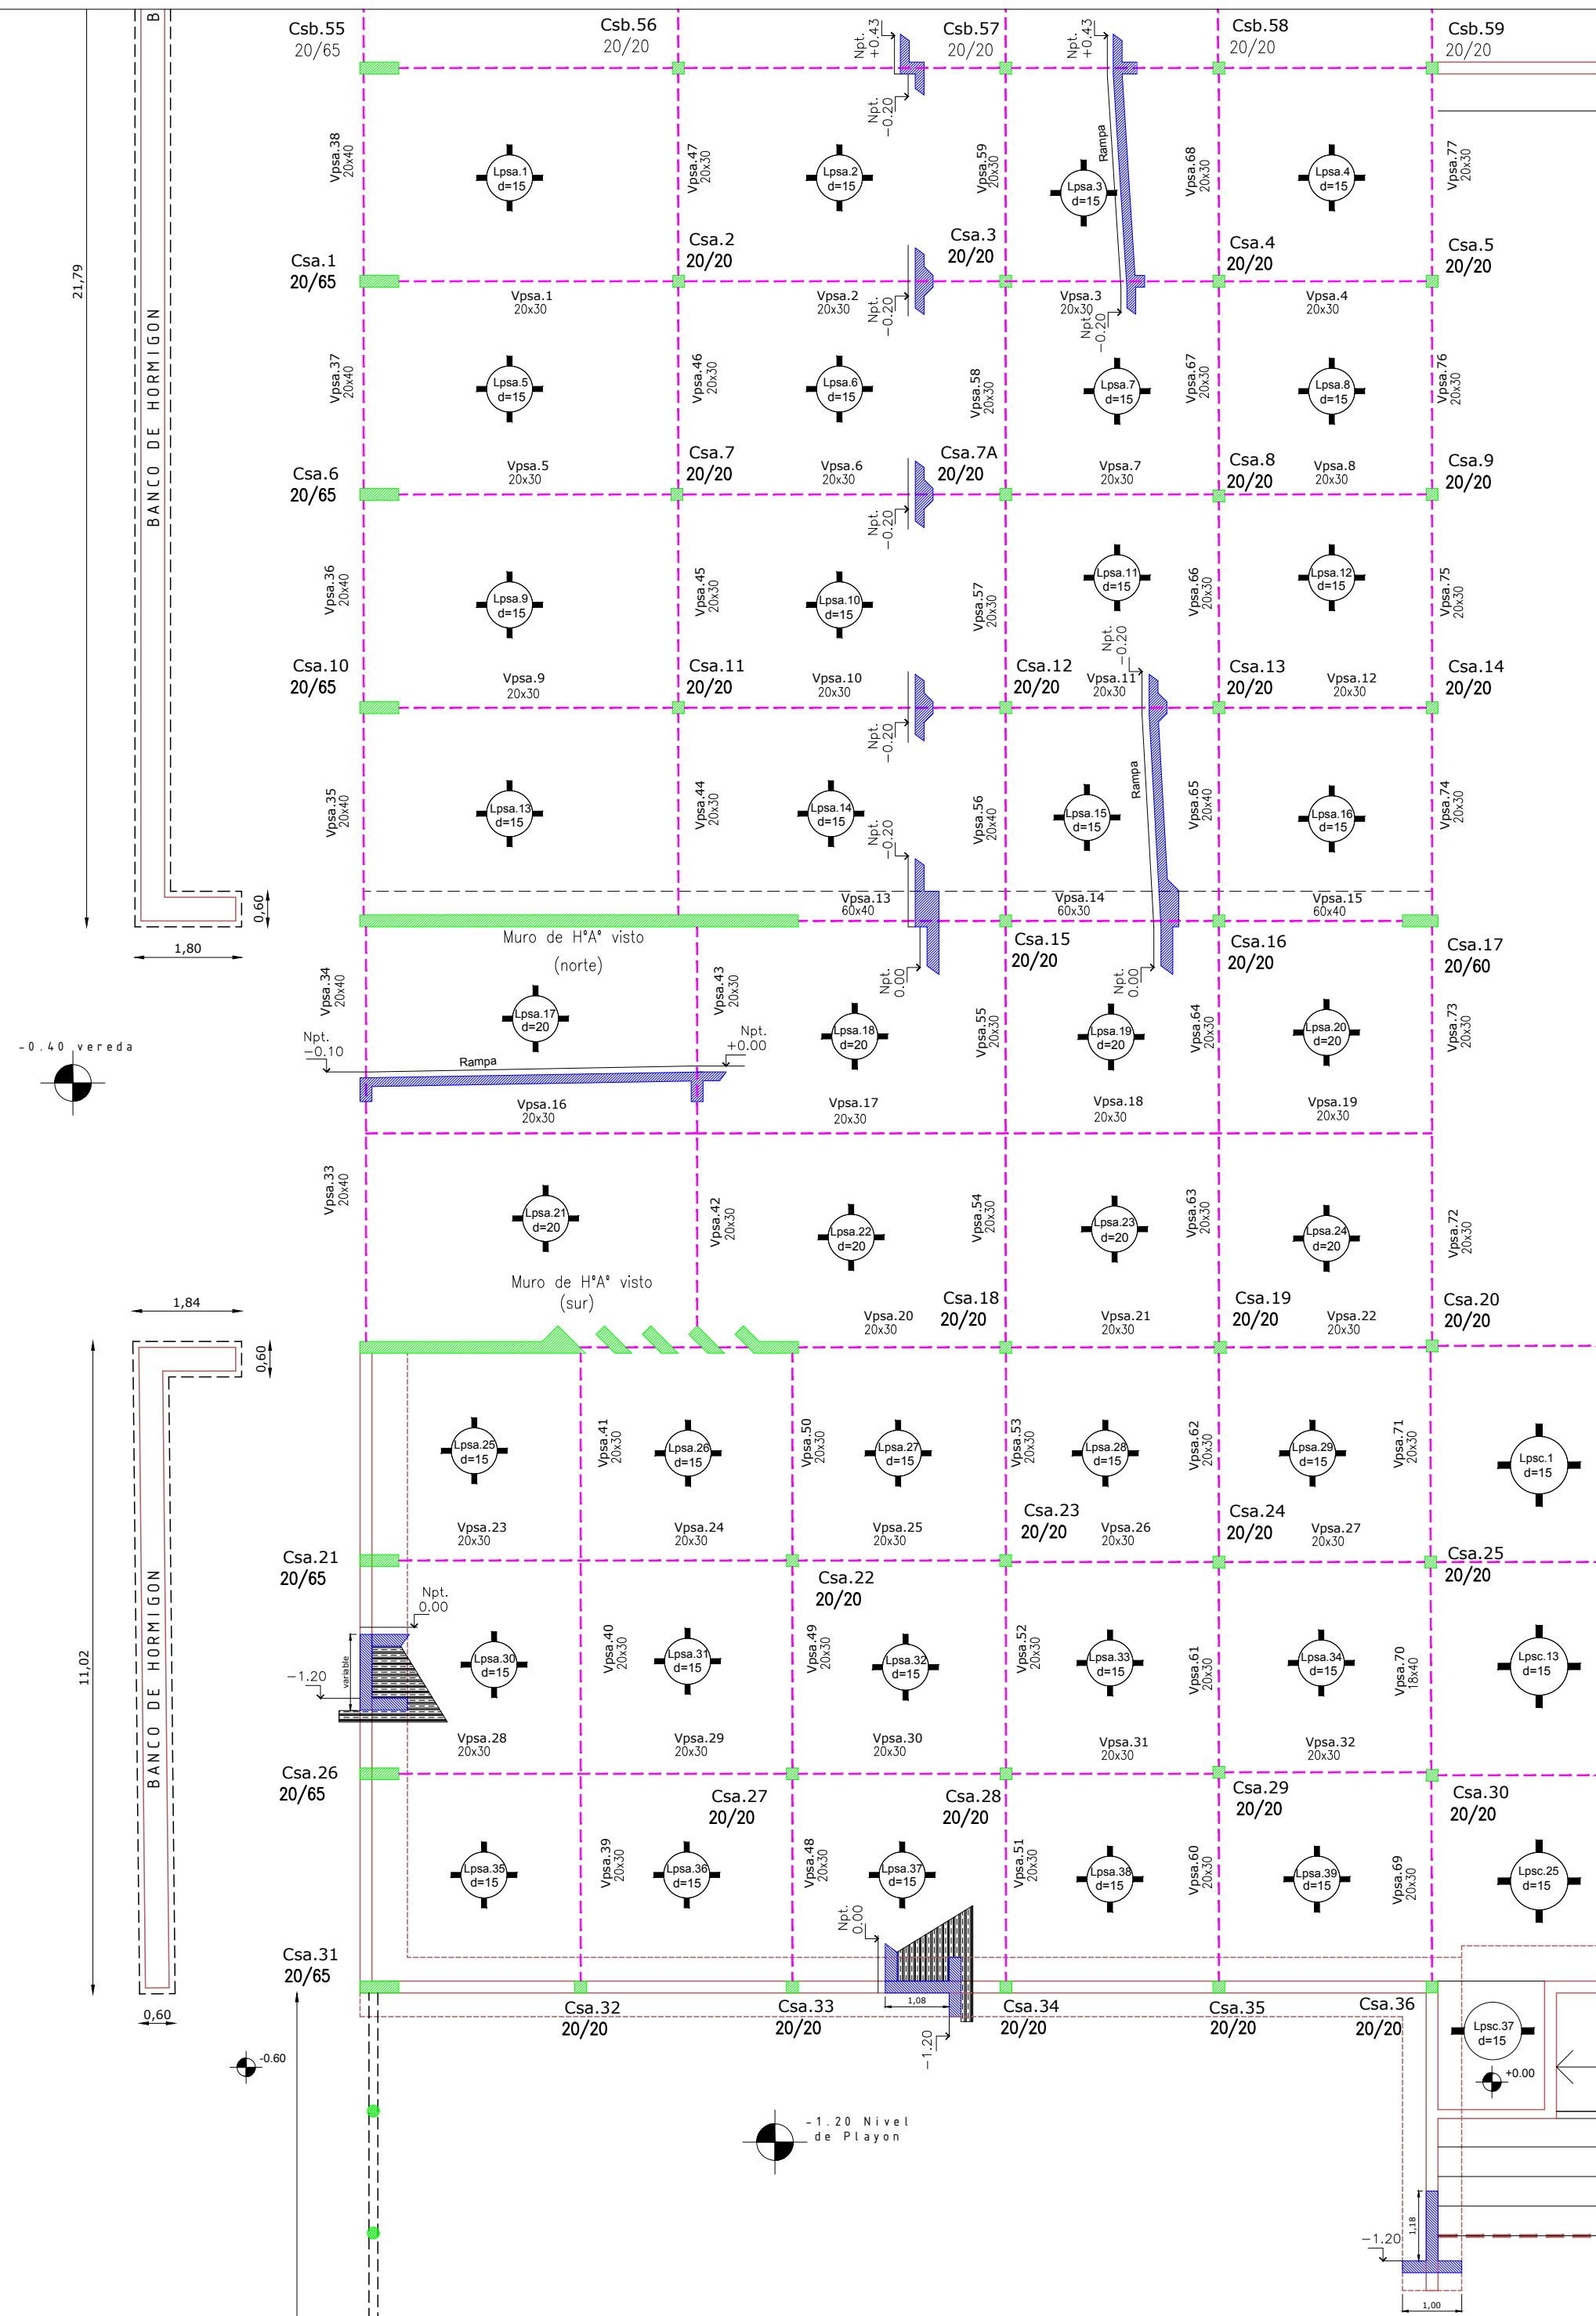 B
Csb.55
20/65
Csb.56
20/20
Npt.
+0.43
Csb.57
20/20
Npt.
+0.43
Csb.58
20/20
Csb.59
20/20
Npt.
-0.20
Vpsa.38
20x40
Lpsa.1
d=15
Vpsa.47
20x30
Lpsa.2
d=15
Vpsa.59
20x30
Lpsa.3
d=15
Rampa
Vpsa.68
20x30
Lpsa.4
d=15
Vpsa.77
20x30
Csa.1
20/65
Csa.2
20/20
Csa.3
20/20
Csa.4
20/20
Csa.5
20/20
21,79
BANCO DE HORMIGON
Vpsa.1
20x30
Vpsa.2
20x30
Npt.
-0.20
Vpsa.3
20x30
Npt.
-0.20
Vpsa.4
20x30
Vpsa.37
20x40
Lpsa.5
d=15
Vpsa.46
20x30
Lpsa.6
d=15
Vpsa.58
20x30
Lpsa.7
d=15
Vpsa.67
20x30
Lpsa.8
d=15
Vpsa.76
20x30
Csa.6
20/65
Vpsa.5
20x30
Csa.7
20/20
Vpsa.6
20x30
Csa.7A
20/20
Vpsa.7
20x30
Csa.8
20/20
Vpsa.8
20x30
Csa.9
20/20
Npt.
-0.20
Vpsa.36
20x40
Lpsa.9
d=15
Vpsa.45
20x30
Lpsa.10
d=15
Vpsa.57
20x30
Lpsa.11
d=15
Vpsa.66
20x30
Lpsa.12
d=15
Vpsa.75
20x30
Npt.
-0.20
Csa.10
20/65
Vpsa.9
20x30
Csa.11
20/20
Vpsa.10
20x30
Csa.12
20/20
Vpsa.11
20x30
Csa.13
20/20
Vpsa.12
20x30
Csa.14
20/20
Npt.
-0.20
Vpsa.35
20x40
Lpsa.13
d=15
Vpsa.44
20x30
Lpsa.14
d=15
Npt.
-0.20
Vpsa.56
20x40
Lpsa.15
d=15
Rampa
Vpsa.65
20x40
Lpsa.16
d=15
Vpsa.74
20x30
0,60
1,80
Vpsa.13
60x40
Vpsa.14
60x30
Vpsa.15
60x40
Muro de HºAº visto
(norte)
Csa.15
20/20
Csa.16
20/20
Csa.17
20/60
Npt.
0.00
Npt.
0.00
Vpsa.34
20x40
Lpsa.17
d=20
Vpsa.43
20x30
Lpsa.18
d=20
Vpsa.55
20x30
Lpsa.19
d=20
Vpsa.64
20x30
Lpsa.20
d=20
Vpsa.73
20x30
-0.40 vereda
Npt.
-0.10
Rampa
Npt.
+0.00
Vpsa.16
20x30
Vpsa.17
20x30
Vpsa.18
20x30
Vpsa.19
20x30
Vpsa.33
20x40
Lpsa.21
d=20
Vpsa.42
20x30
Lpsa.22
d=20
Vpsa.54
20x30
Lpsa.23
d=20
Vpsa.63
20x30
Lpsa.24
d=20
Vpsa.72
20x30
Muro de HºAº visto
(sur)
1,84
0,60
Vpsa.20
20x30
Csa.18
20/20
Vpsa.21
20x30
Csa.19
20/20
Vpsa.22
20x30
Csa.20
20/20
Lpsa.25
d=15
Vpsa.41
20x30
Lpsa.26
d=15
Vpsa.50
20x30
Lpsa.27
d=15
Vpsa.53
20x30
Lpsa.28
d=15
Vpsa.62
20x30
Lpsa.29
d=15
Vpsa.71
20x30
Lpsc.1
d=15
Vpsa.23
20x30
Vpsa.24
20x30
Vpsa.25
20x30
Csa.23
20/20
Vpsa.26
20x30
Csa.24
20/20
Vpsa.27
20x30
Csa.21
20/65
Csa.22
20/20
Csa.25
20/20
11,02
BANCO DE HORMIGON
Npt.
0.00
variable
-1.20
Lpsa.30
d=15
Vpsa.40
20x30
Lpsa.31
d=15
Vpsa.49
20x30
Lpsa.32
d=15
Vpsa.52
20x30
Lpsa.33
d=15
Vpsa.61
20x30
Lpsa.34
d=15
Vpsa.70
18x40
Lpsc.13
d=15
Vpsa.28
20x30
Vpsa.29
20x30
Vpsa.30
20x30
Vpsa.31
20x30
Vpsa.32
20x30
Csa.26
20/65
Csa.27
20/20
Csa.28
20/20
Csa.29
20/20
Csa.30
20/20
Lpsa.35
d=15
Vpsa.39
20x30
Lpsa.36
d=15
Vpsa.48
20x30
Lpsa.37
d=15
Vpsa.51
20x30
Lpsa.38
d=15
Vpsa.60
20x30
Lpsa.39
d=15
Vpsa.69
20x30
Lpsc.25
d=15
Npt.
0.00
Csa.31
20/65
0,60
Csa.32
20/20
Csa.33
20/20
1,08
-1.20
Csa.34
20/20
Csa.35
20/20
Csa.36
20/20
Lpsc.37
d=15
+0.00
-0.60
-1.20 Nivel
de Playon
1,18
-1.20
1,00